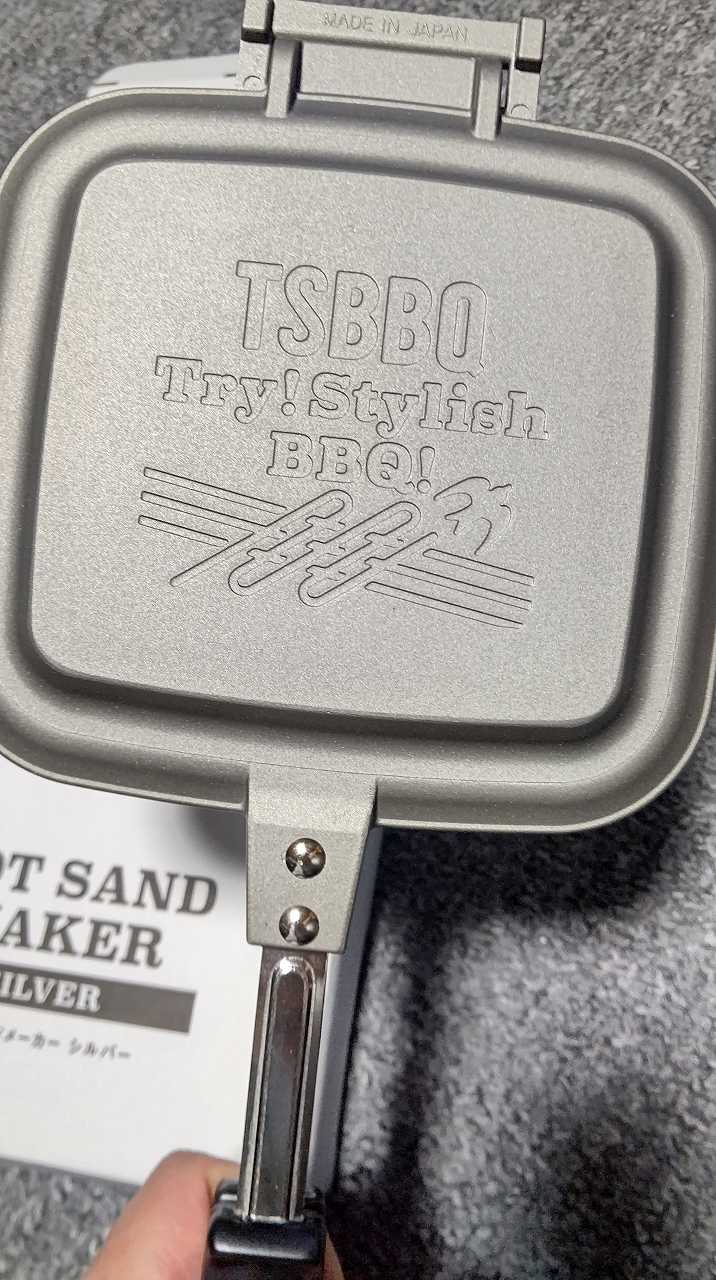 MADE IN JAPAN
TSBBQ
Try! Stylish
BBQ!
OT SAND
AKER
ILVER
メーカー シルバー